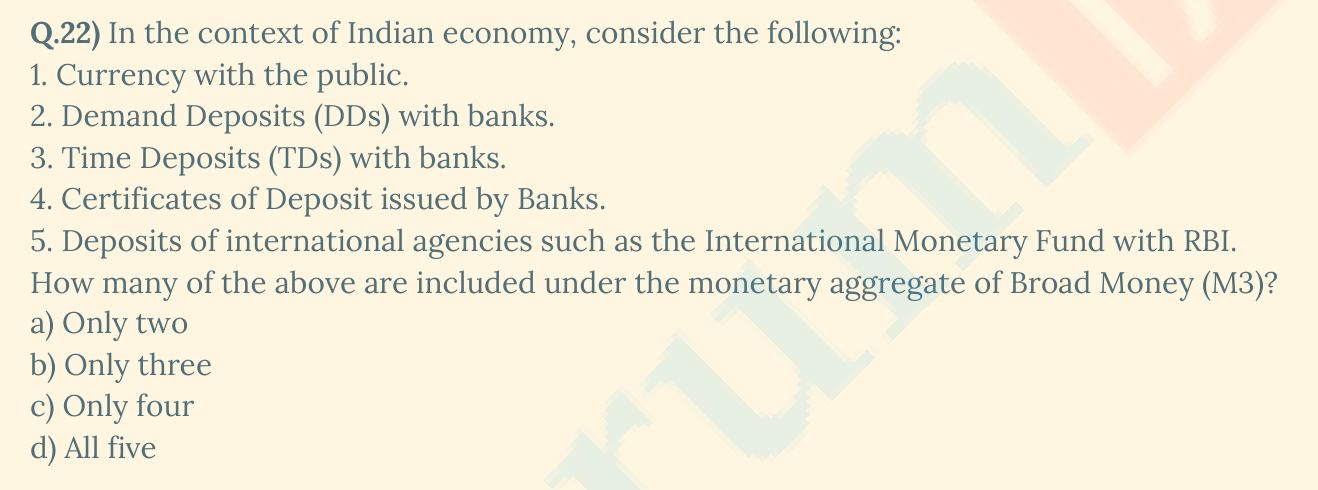 Q.22) In the context of Indian economy, consider the following:
1. Currency with the public.
2. Demand Deposits (DDs) with banks.
3. Time Deposits (TDs) with banks.
4. Certificates of Deposit issued by Banks.
5. Deposits of international agencies such as the International Monetary Fund with RBI.
How many of the above are included under the monetary aggregate of Broad Money (M3)?
a) Only two
b) Only three
c) Only four
d) All five
rum